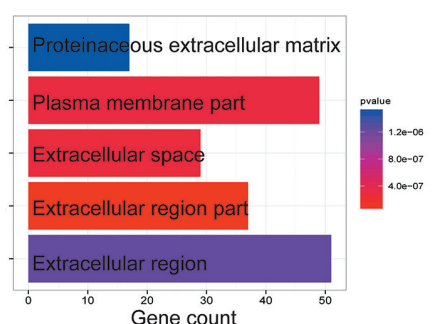 Proteinaceous extracellular matrix
Plasma membrane part
pvalue
Extracellular space
1.2e-06
8.0e-07
4.0e-07
Extracellular region part
Extracellular region
0 10 20 30 40 50
Gene count